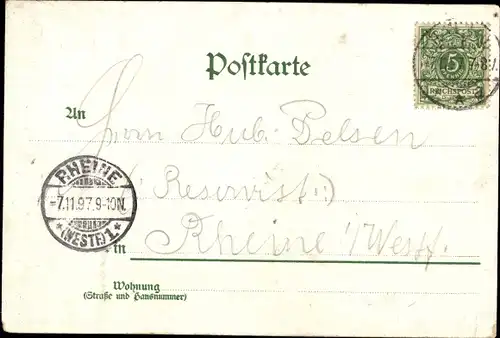 Postkarte
5
REICHSPOST
An
Herrn Hub. Delsen
RHEINE
(Reservist.)
-7.11.97.9-10N.
* (WESTF) 1. *
in Rheine i/Westf.
Wohnung
(Straße und Hausnummer)